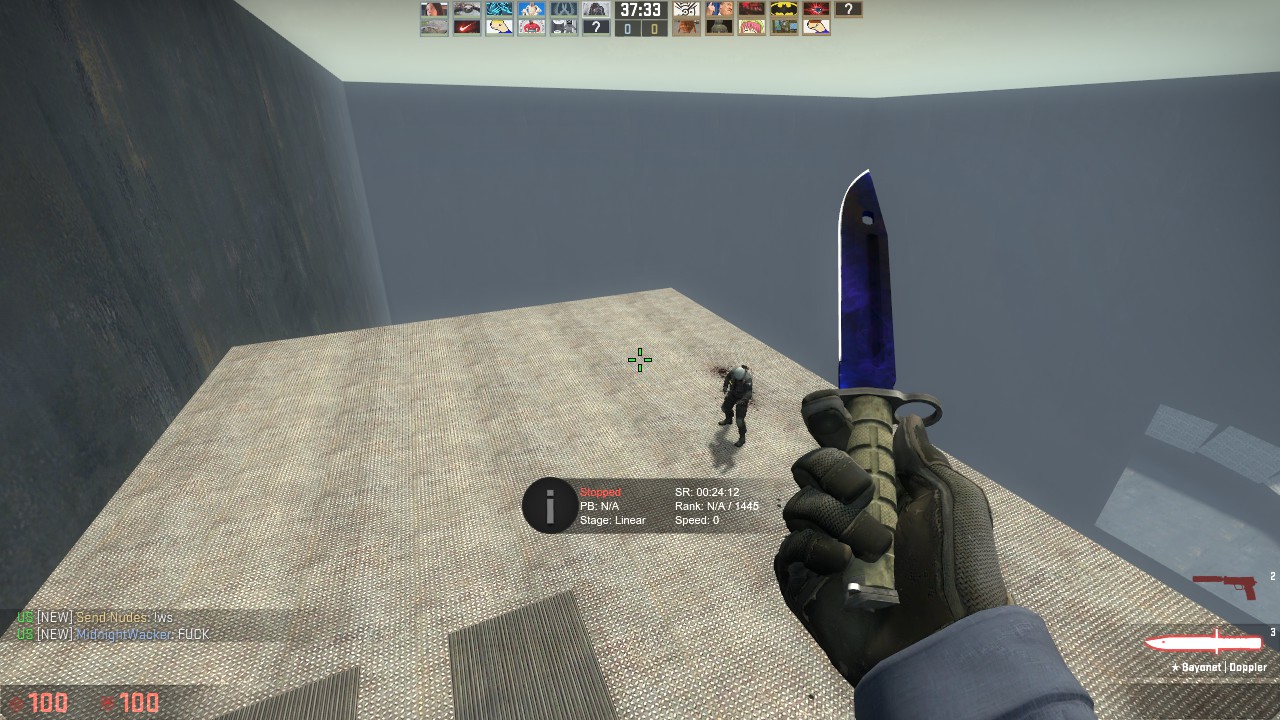 37:33
?
? 0 0
Stopped SR: 00:24:12
PB: N/A Rank: N/A / 1445
Stage: Linear Speed: 0
2
US [NEW] Send Nudes: lws
US [NEW] MidnightWacker: FUCK
3
★ Bayonet | Doppler
100 100